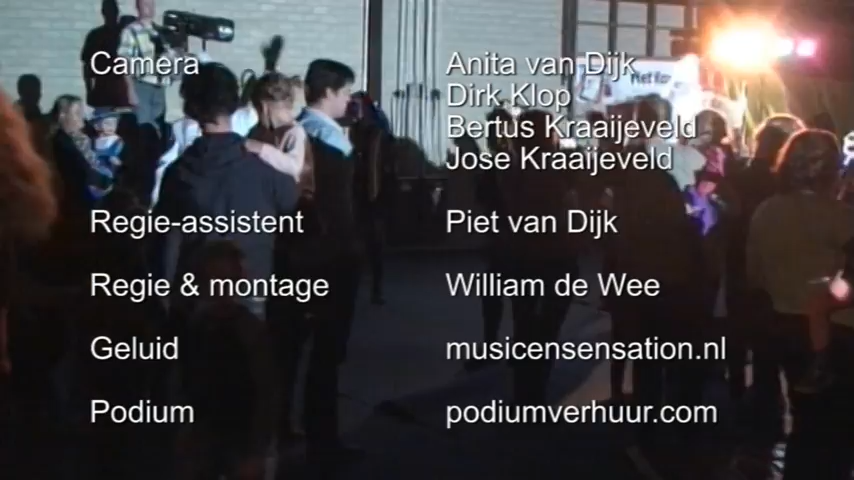 Camera Anita van Dijk
Dirk Klop
Bertus Kraaijeveld
Jose Kraaijeveld
Regie-assistent Piet van Dijk
Regie & montage William de Wee
Geluid musicensensation.nl
Podium podiumverhuur.com